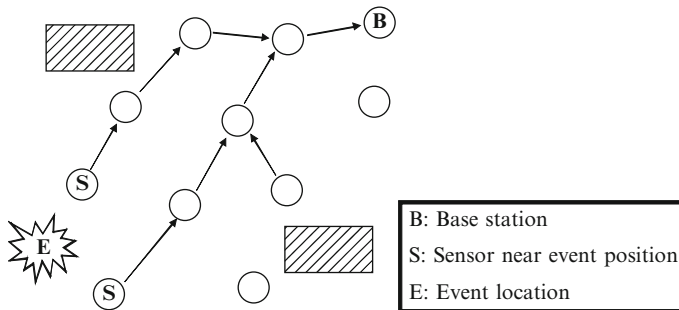 B
S
E
S
B: Base station
S: Sensor near event position
E: Event location